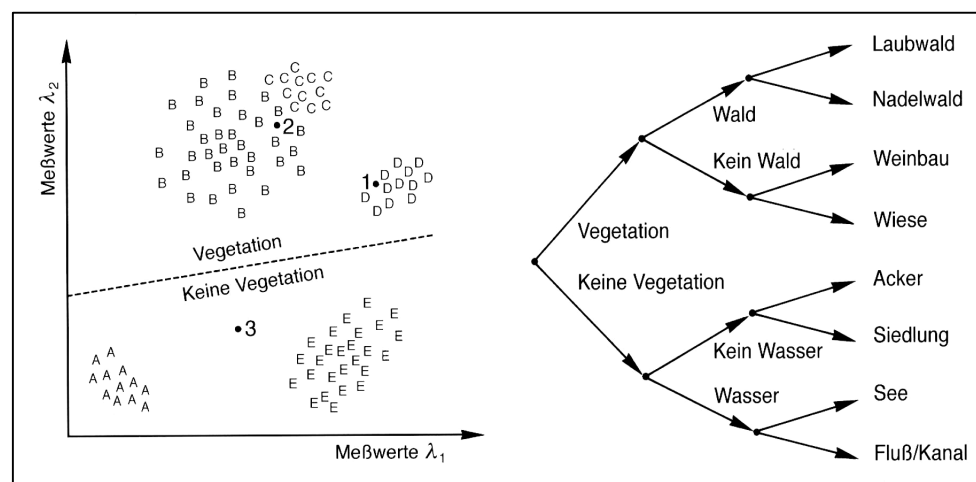 Meßwerte λ2
Meßwerte λ1
Vegetation
Keine Vegetation
1
2
3
A
B
C
D
E
Vegetation
Keine Vegetation
Wald
Kein Wald
Kein Wasser
Wasser
Laubwald
Nadelwald
Weinbau
Wiese
Acker
Siedlung
See
Fluß/Kanal